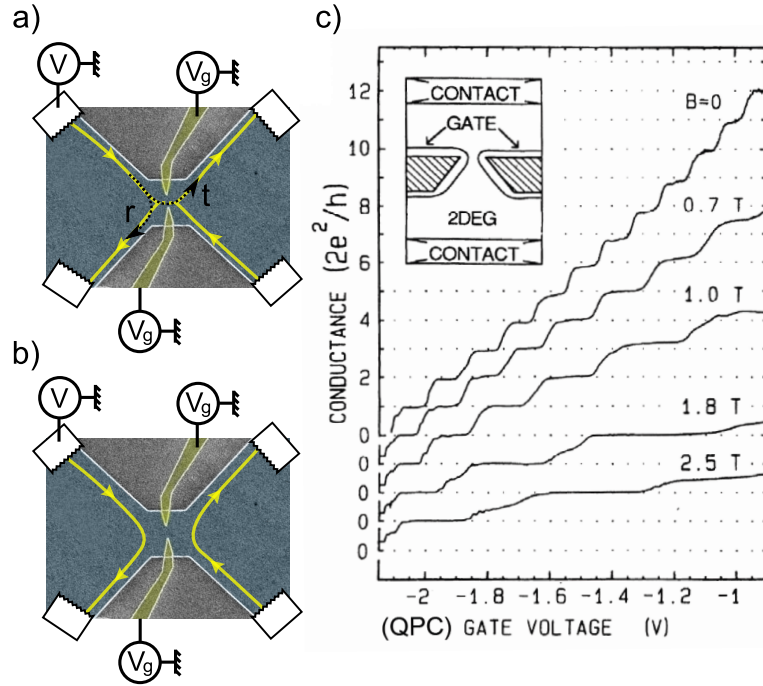 a)
V
Vg
r
t
Vg
b)
V
Vg
Vg
c)
CONDUCTANCE (2e²/h)
12
10
8
6
4
2
0
0
0
0
0
CONTACT
GATE
2DEG
CONTACT
B=0
0.7 T
1.0 T
1.8 T
2.5 T
-2 -1.8 -1.6 -1.4 -1.2 -1
(QPC) GATE VOLTAGE (V)